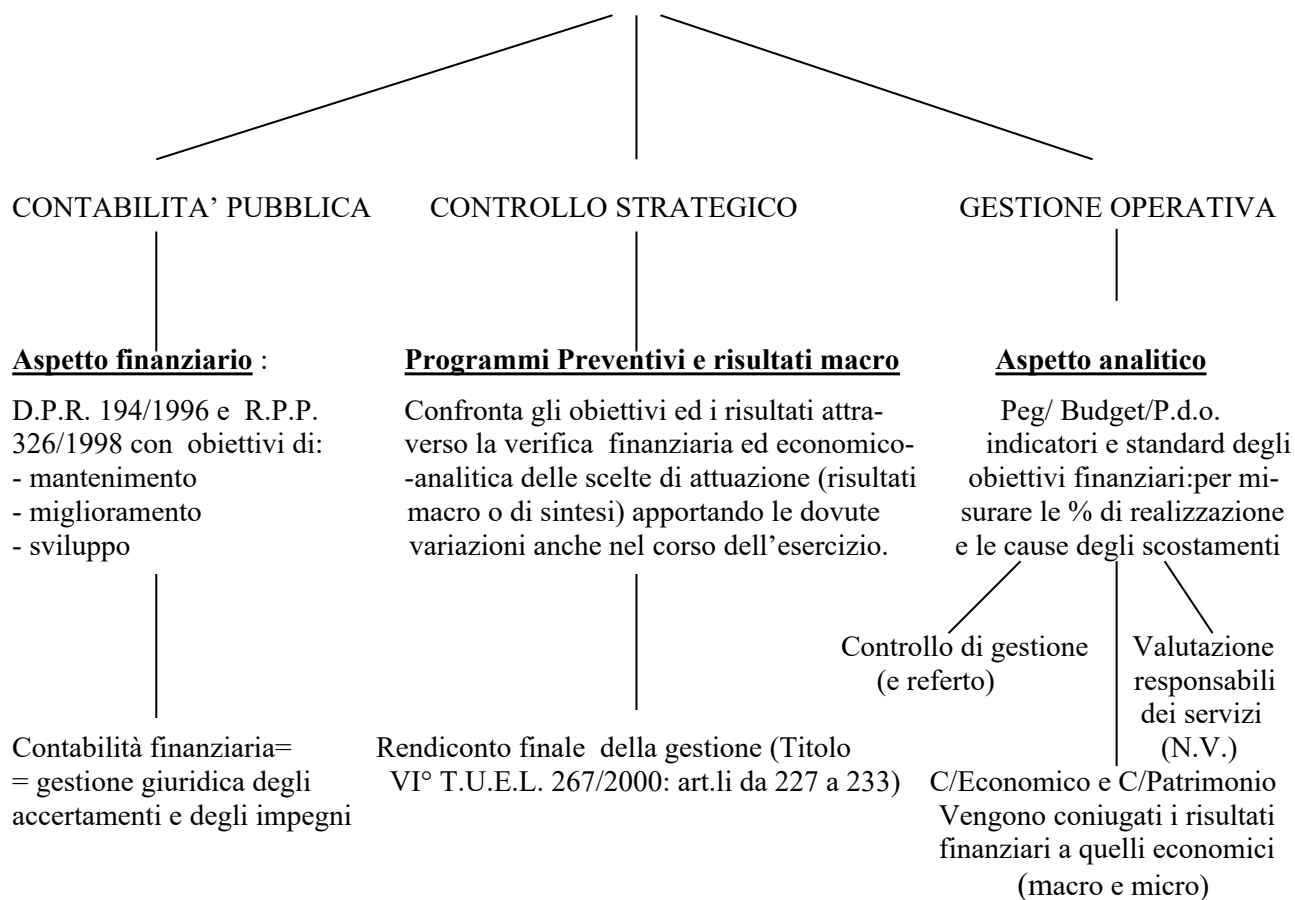 CONTABILITA’ PUBBLICA
CONTROLLO STRATEGICO
GESTIONE OPERATIVA
Aspetto finanziario :
D.P.R. 194/1996 e R.P.P.
326/1998 con obiettivi di:
- mantenimento
- miglioramento
- sviluppo
Contabilità finanziaria=
= gestione giuridica degli
accertamenti e degli impegni
Programmi Preventivi e risultati macro
Confronta gli obiettivi ed i risultati attra-
verso la verifica finanziaria ed economico-
-analitica delle scelte di attuazione (risultati
macro o di sintesi) apportando le dovute
variazioni anche nel corso dell’esercizio.
Rendiconto finale della gestione (Titolo
VI° T.U.E.L. 267/2000: art.li da 227 a 233)
Aspetto analitico
Peg/ Budget/P.d.o.
indicatori e standard degli
obiettivi finanziari:per mi-
surare le % di realizzazione
e le cause degli scostamenti
Controllo di gestione
(e referto)
Valutazione
responsabili
dei servizi
(N.V.)
C/Economico e C/Patrimonio
Vengono coniugati i risultati
finanziari a quelli economici
(macro e micro)